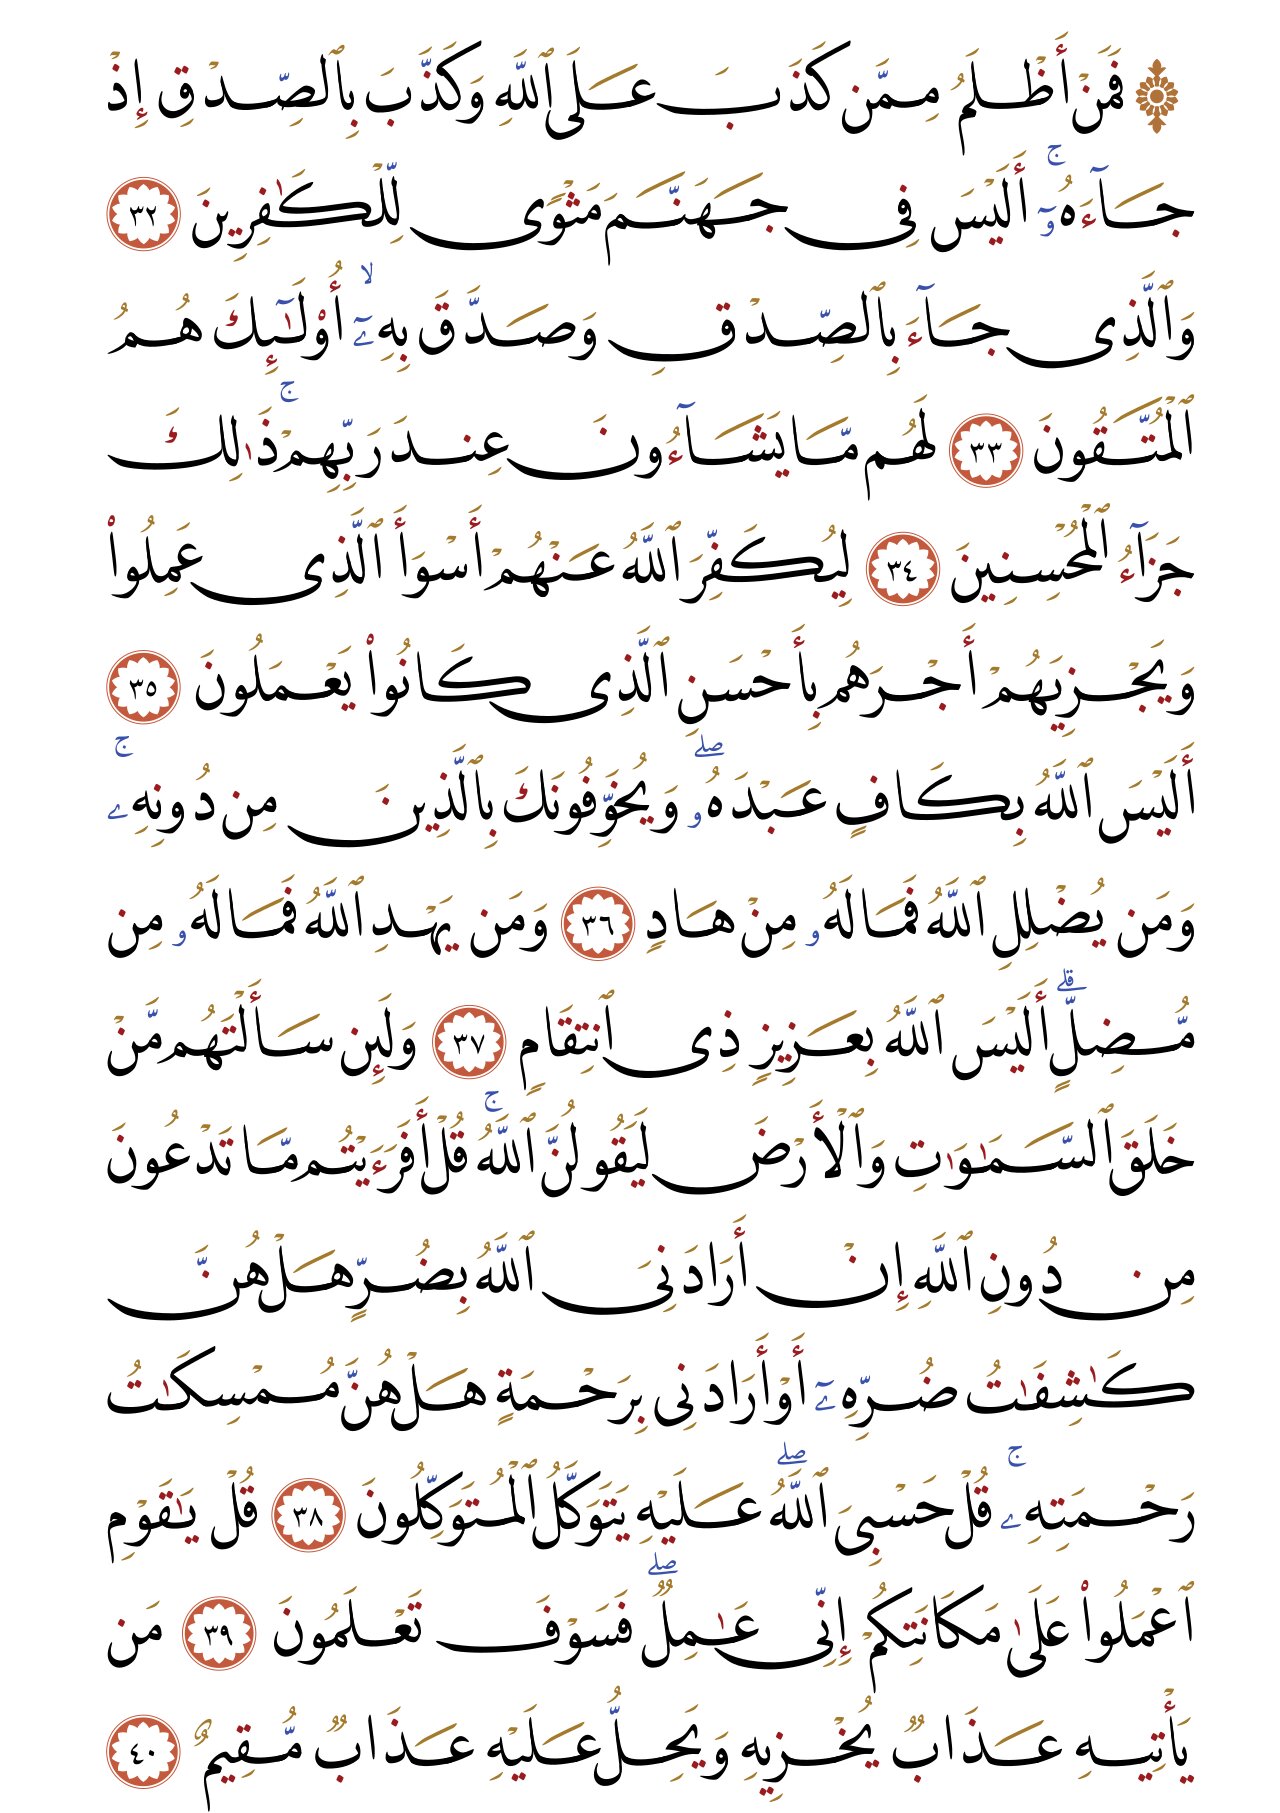 ۞ فَمَنْ أَظْلَمُ مِمَّن كَذَبَ عَلَى ٱللَّهِ وَكَذَّبَ بِٱلصِّدْقِ إِذْ
جَآءَهُۥٓ ۚ أَلَيْسَ فِى جَهَنَّمَ مَثْوًى لِّلْكَٰفِرِينَ ٣٢
وَٱلَّذِى جَآءَ بِٱلصِّدْقِ وَصَدَّقَ بِهِۦٓ ۙ أُو۟لَٰٓئِكَ هُمُ
ٱلْمُتَّقُونَ ٣٣ لَهُم مَّا يَشَآءُونَ عِندَ رَبِّهِمْ ۚ ذَٰلِكَ
جَزَآءُ ٱلْمُحْسِنِينَ ٣٤ لِيُكَفِّرَ ٱللَّهُ عَنْهُمْ أَسْوَأَ ٱلَّذِى عَمِلُوا۟
وَيَجْزِيَهُمْ أَجْرَهُم بِأَحْسَنِ ٱلَّذِى كَانُوا۟ يَعْمَلُونَ ٣٥
أَلَيْسَ ٱللَّهُ بِكَافٍ عَبْدَهُۥ ۖ وَيُخَوِّفُونَكَ بِٱلَّذِينَ مِن دُونِهِۦ ۚ
وَمَن يُضْلِلِ ٱللَّهُ فَمَا لَهُۥ مِنْ هَادٍ ٣٦ وَمَن يَهْدِ ٱللَّهُ فَمَا لَهُۥ مِن
مُّضِلٍّ ۗ أَلَيْسَ ٱللَّهُ بِعَزِيزٍ ذِى ٱنتِقَامٍ ٣٧ وَلَئِن سَأَلْتَهُم مَّنْ
خَلَقَ ٱلسَّمَٰوَٰتِ وَٱلْأَرْضَ لَيَقُولُنَّ ٱللَّهُ ۚ قُلْ أَفَرَءَيْتُم مَّا تَدْعُونَ
مِن دُونِ ٱللَّهِ إِنْ أَرَادَنِىَ ٱللَّهُ بِضُرٍّ هَلْ هُنَّ
كَٰشِفَٰتُ ضُرِّهِۦٓ أَوْ أَرَادَنِى بِرَحْمَةٍ هَلْ هُنَّ مُمْسِكَٰتُ
رَحْمَتِهِۦ ۚ قُلْ حَسْبِىَ ٱللَّهُ ۖ عَلَيْهِ يَتَوَكَّلُ ٱلْمُتَوَكِّلُونَ ٣٨ قُلْ يَٰقَوْمِ
ٱعْمَلُوا۟ عَلَىٰ مَكَانَتِكُمْ إِنِّى عَٰمِلٌ ۖ فَسَوْفَ تَعْلَمُونَ ٣٩ مَن
يَأْتِيهِ عَذَابٌ يُخْزِيهِ وَيَحِلُّ عَلَيْهِ عَذَابٌ مُّقِيمٌ ٤٠